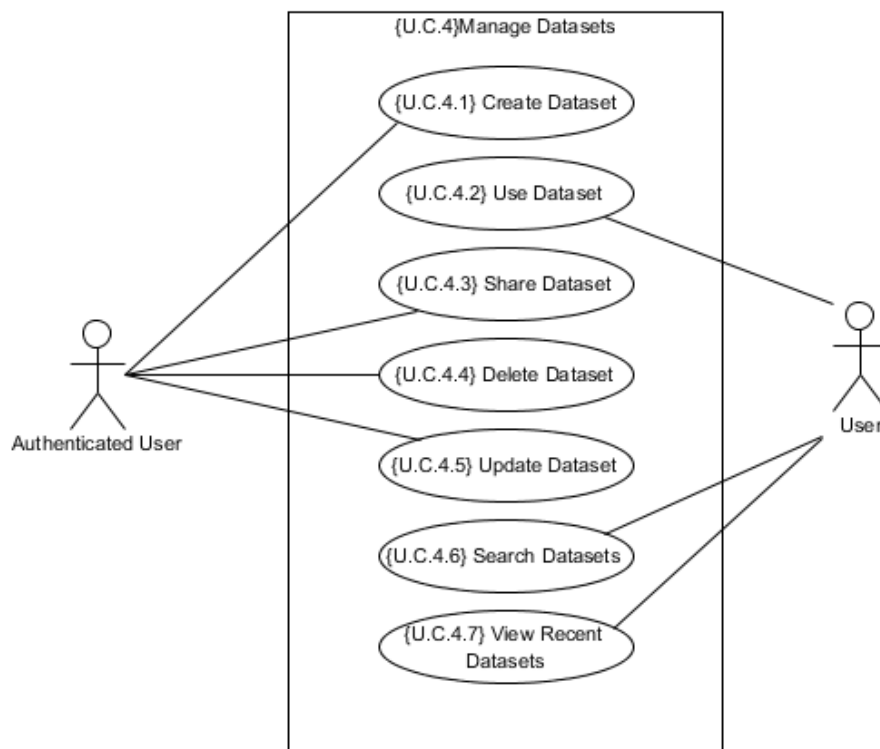 {U.C.4}Manage Datasets
{U.C.4.1} Create Dataset
{U.C.4.2} Use Dataset
{U.C.4.3} Share Dataset
{U.C.4.4} Delete Dataset
Authenticated User
User
{U.C.4.5} Update Dataset
{U.C.4.6} Search Datasets
{U.C.4.7} View Recent
Datasets